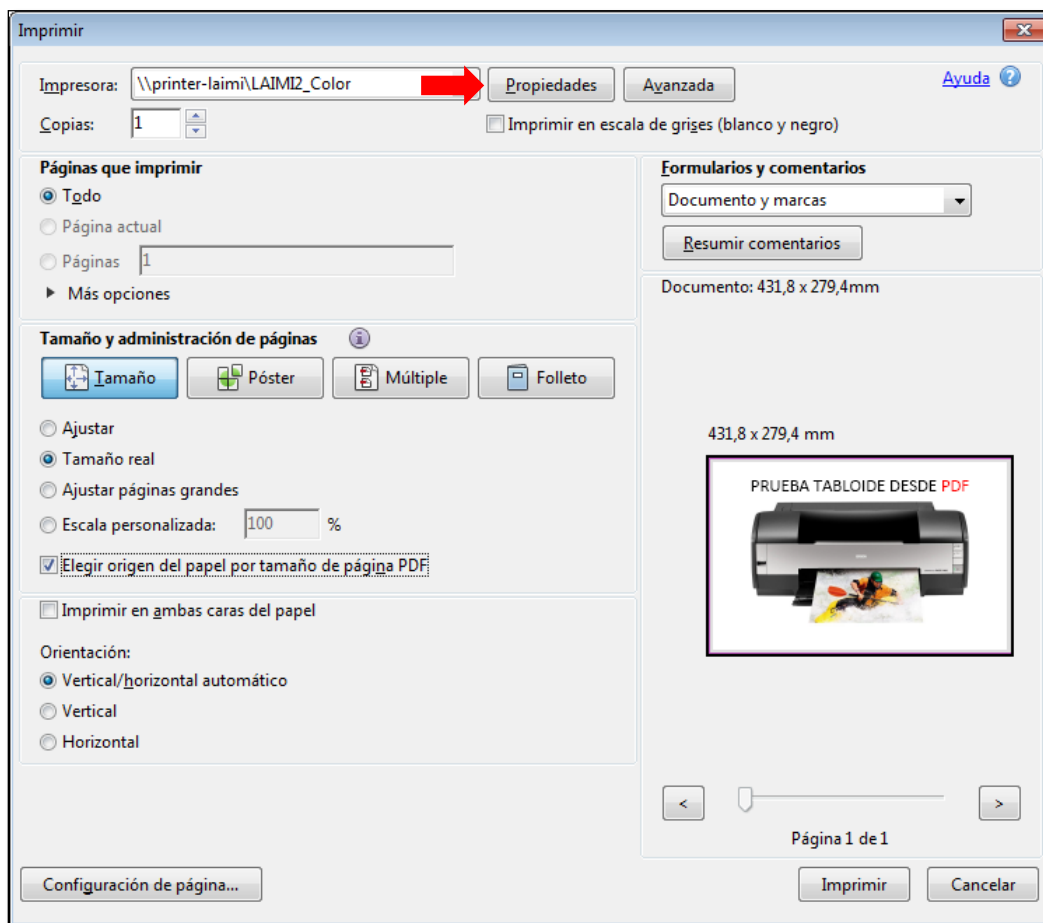 Imprimir
Impresora: \\printer-laimi\LAIMI2_Color Propiedades Avanzada Ayuda ?
Copias: 1 Imprimir en escala de grises (blanco y negro)
Páginas que imprimir
Todo
Página actual
Páginas 1
Más opciones
Formularios y comentarios
Documento y marcas
Resumir comentarios
Tamaño y administración de páginas i
Tamaño Póster Múltiple Folleto
Ajustar
Tamaño real
Ajustar páginas grandes
Escala personalizada: 100 %
Elegir origen del papel por tamaño de página PDF
Imprimir en ambas caras del papel
Orientación:
Vertical/horizontal automático
Vertical
Horizontal
Documento: 431,8 x 279,4mm
431,8 x 279,4 mm
PRUEBA TABLOIDE DESDE PDF
< >
Página 1 de 1
Configuración de página... Imprimir Cancelar